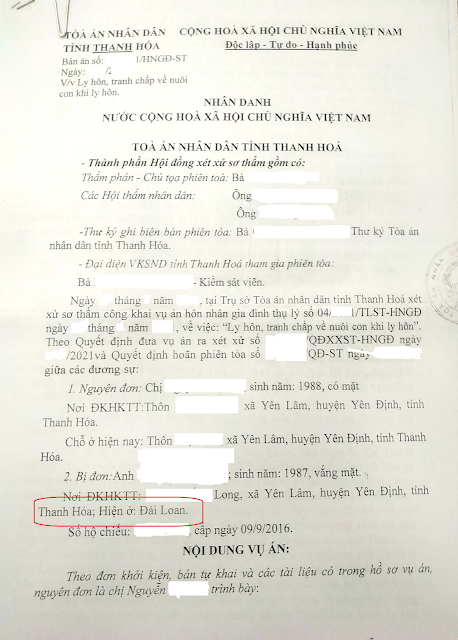 TOÀ ÁN NHÂN DÂN CỘNG HOÀ XÃ HỘI CHỦ NGHĨA VIỆT NAM
TỈNH THANH HÓA Độc lập - Tự do - Hạnh phúc
Bản án số: 1/HNGĐ-ST
Ngày: /2
V/v Ly hôn, tranh chấp về nuôi
con khi ly hôn.
NHÂN DANH
NƯỚC CỘNG HOÀ XÃ HỘI CHỦ NGHĨA VIỆT NAM
TOÀ ÁN NHÂN DÂN TỈNH THANH HOÁ
- Thành phần Hội đồng xét xử sơ thẩm gồm có:
Thẩm phán - Chủ tọa phiên toà: Bà
Các Hội thẩm nhân dân: Ông
Ông
-Thư ký ghi biên bản phiên tòa: Bà Thư ký Tòa án
nhân dân tỉnh Thanh Hóa.
- Đại diện VKSND tỉnh Thanh Hoá tham gia phiên tòa:
Bà - Kiểm sát viên.
Ngày tháng năm , tại Trụ sở Tòa án nhân dân tỉnh Thanh Hoá xét
xử sơ thẩm công khai vụ án hôn nhân gia đình thụ lý số 04/ 1/TLST-HNGĐ
ngày tháng năm , về việc: “Ly hôn, tranh chấp về nuôi con khi ly hôn”.
Theo Quyết định đưa vụ án ra xét xử số /QĐXXST-HNGĐ ngày
/2021và Quyết định hoãn phiên tòa số QĐ-ST ngày
giữa các đương sự:
1. Nguyên đơn: Chị , sinh năm: 1988, có mặt
Nơi ĐKHKTT:Thôn xã Yên Lâm, huyện Yên Định, tỉnh
Thanh Hóa.
Chỗ ở hiện nay: Thôn xã Yên Lâm, huyện Yên Định, tỉnh Thanh
Hóa.
2. Bị đơn:Anh ; sinh năm: 1987, vắng mặt.
Nơi ĐKHKTT: Long, xã Yên Lâm, huyện Yên Định, tỉnh
Thanh Hóa; Hiện ở: Đài Loan.
Số hộ chiếu: , cấp ngày 09/9/2016.
NỘI DUNG VỤ ÁN:
Theo đơn khởi kiện, bản tự khai và các tài liệu có trong hồ sơ vụ án,
nguyên đơn là chị Nguyễn trình bày: